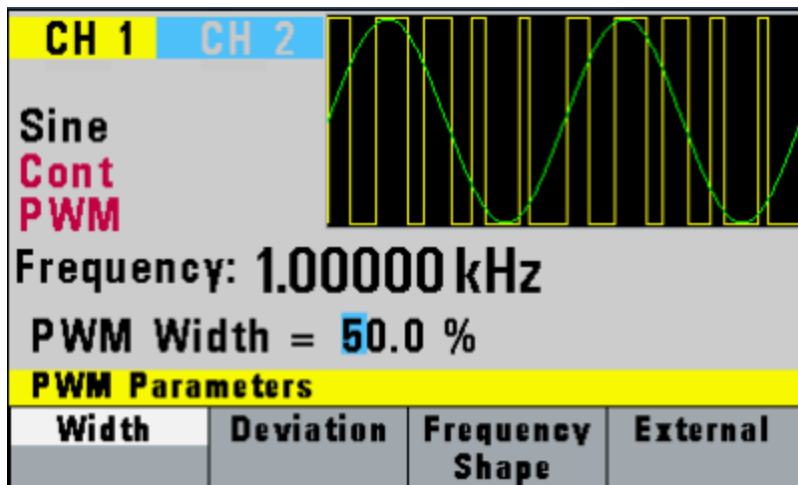 CH 1 CH 2
Sine
Cont
PWM
Frequency: 1.00000 kHz
PWM Width = 50.0 %
PWM Parameters
Width Deviation Frequency Shape External